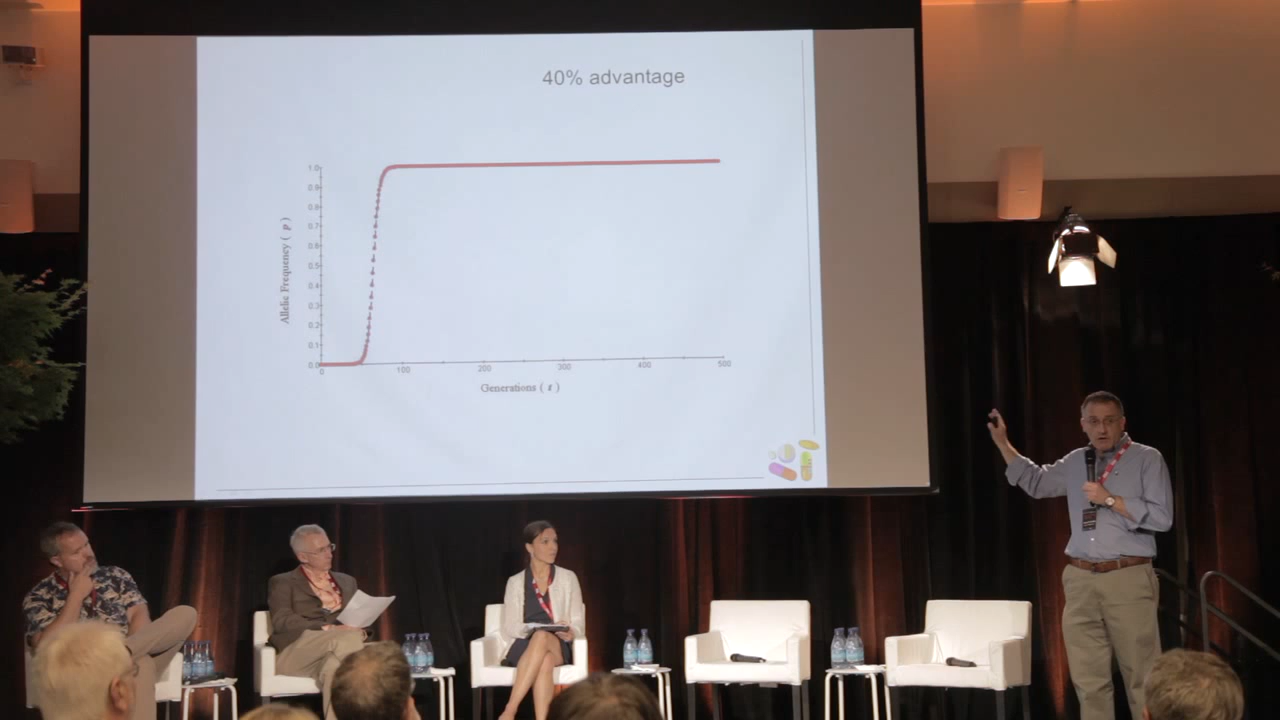 40% advantage
1.0
0.9
0.8
0.7
0.6
0.5
0.4
0.3
0.2
0.1
0.0
Allelic Frequency ( p )
0 100 200 300 400 500
Generations ( t )